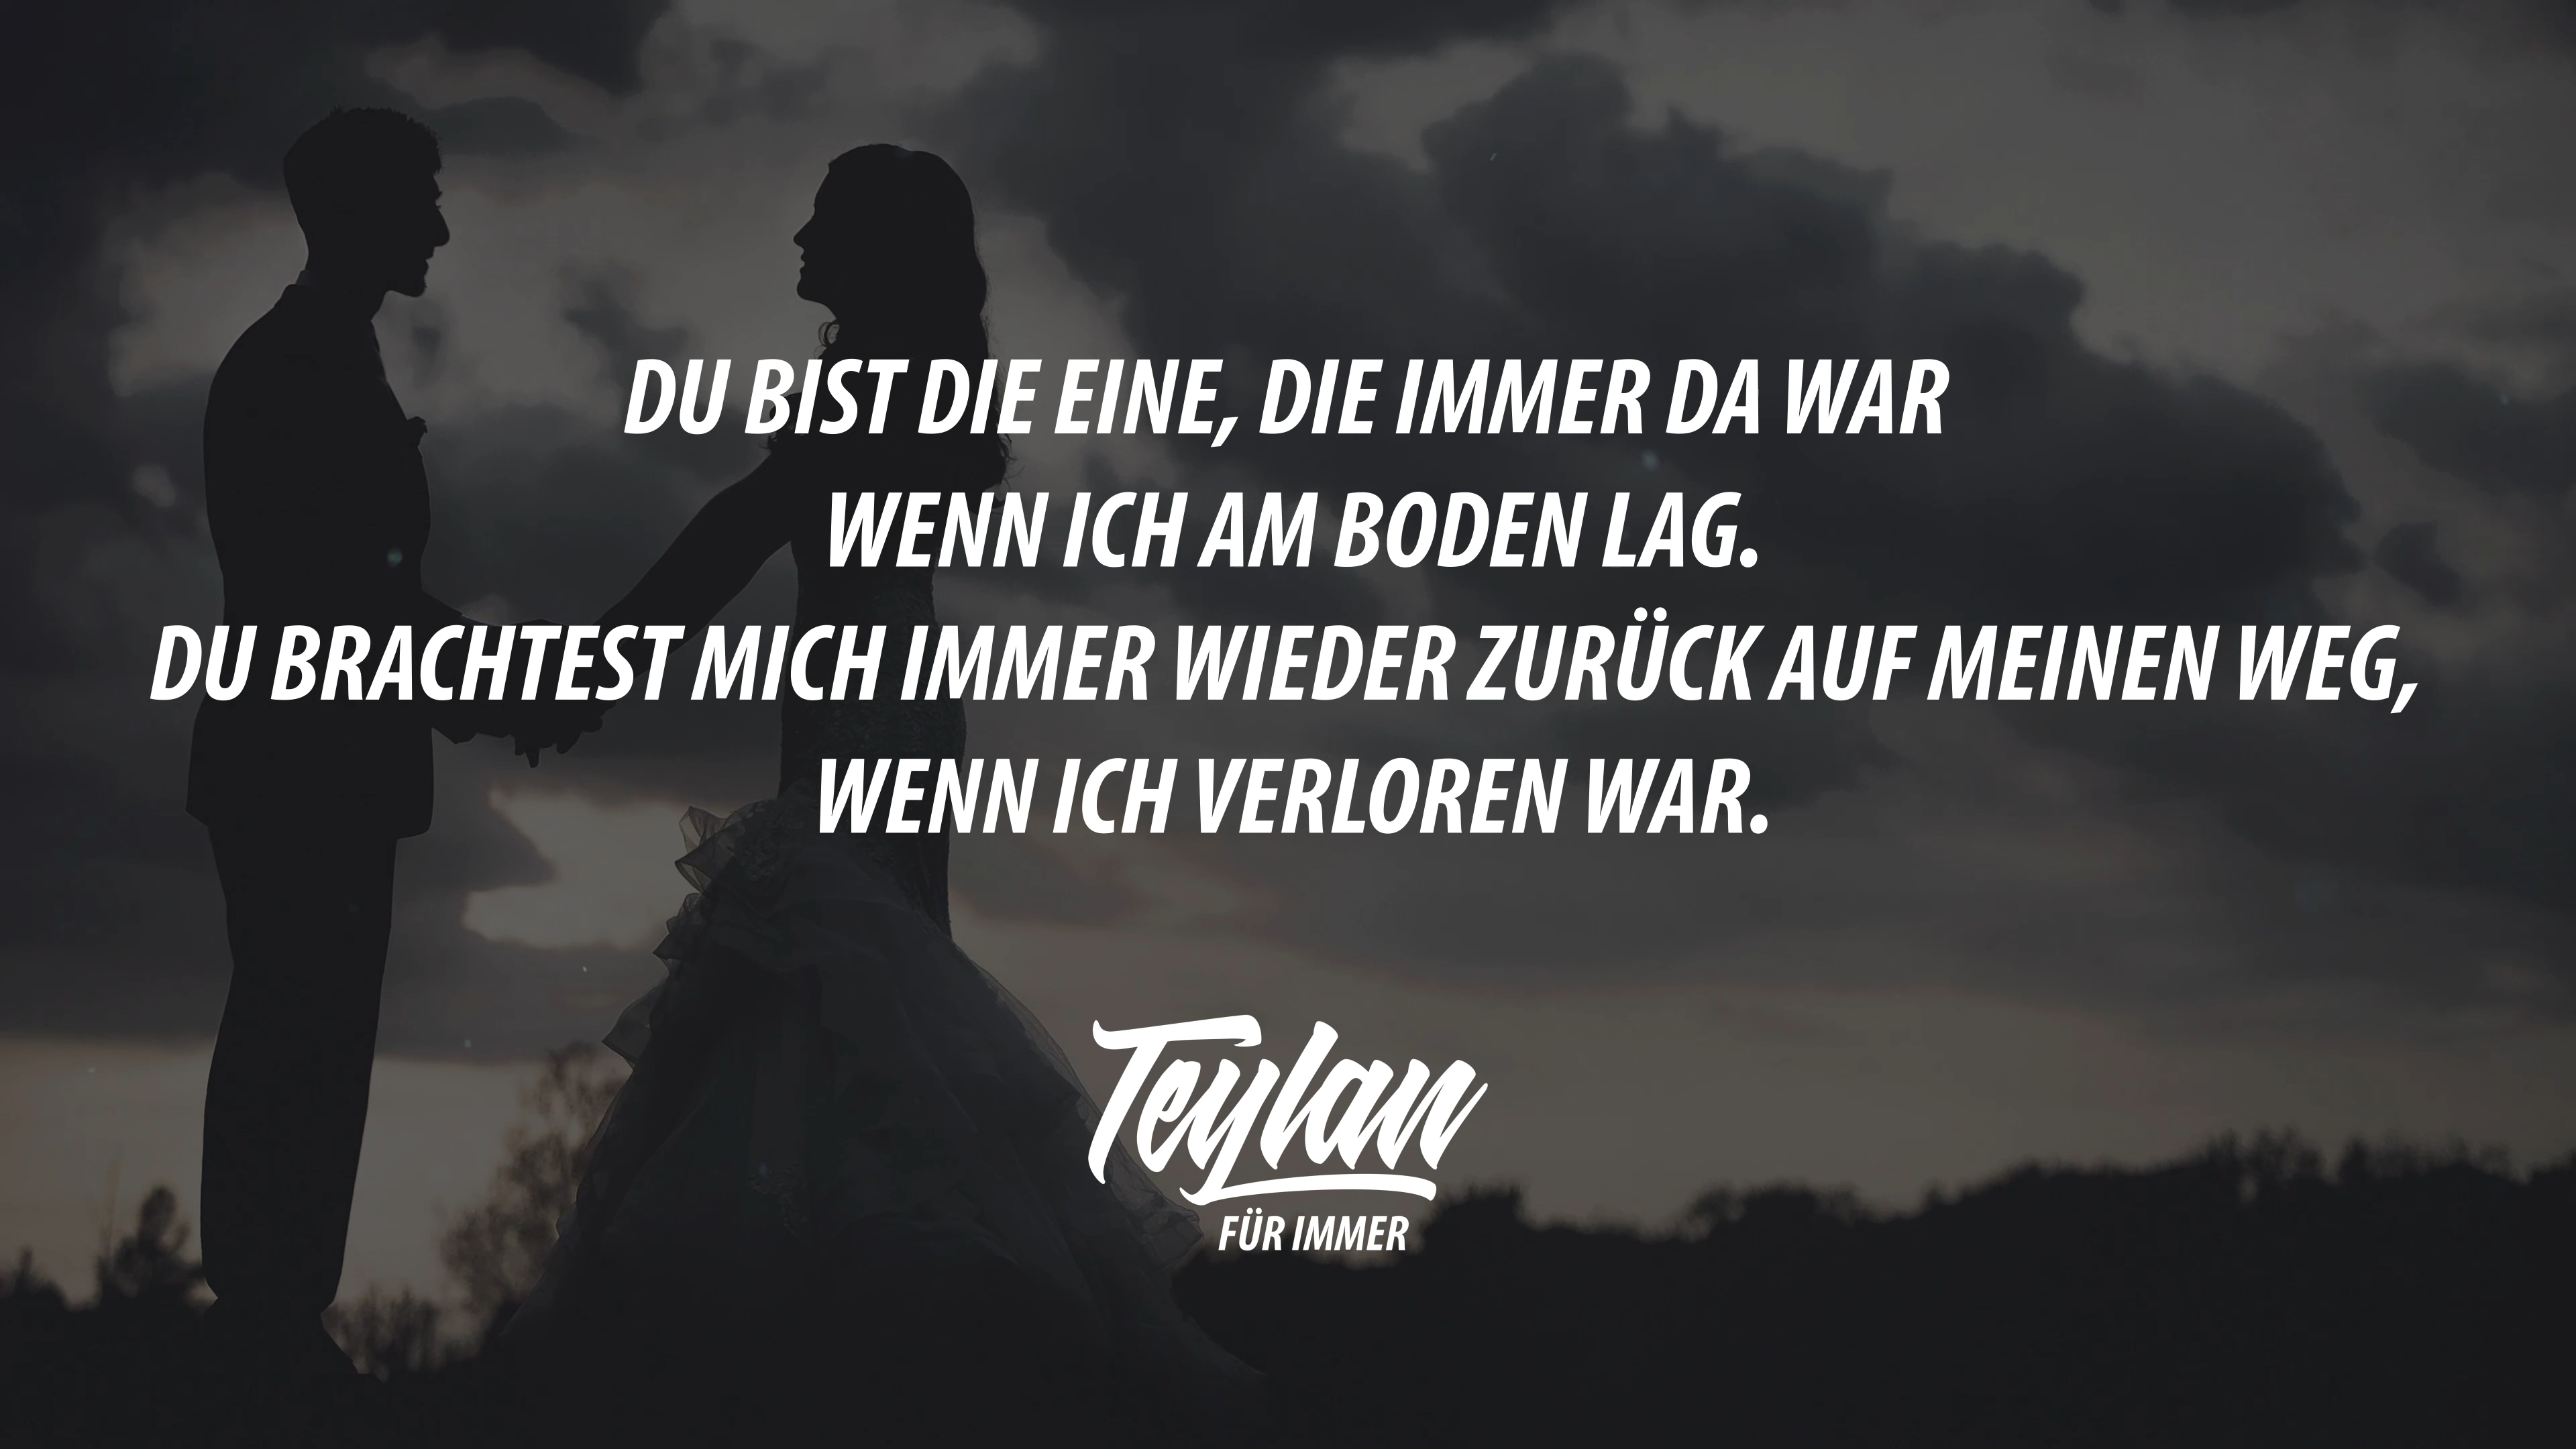 DU BIST DIE EINE, DIE IMMER DA WAR
WENN ICH AM BODEN LAG.
DU BRACHTEST MICH IMMER WIEDER ZURÜCK AUF MEINEN WEG,
WENN ICH VERLOREN WAR.
Teylan
FÜR IMMER